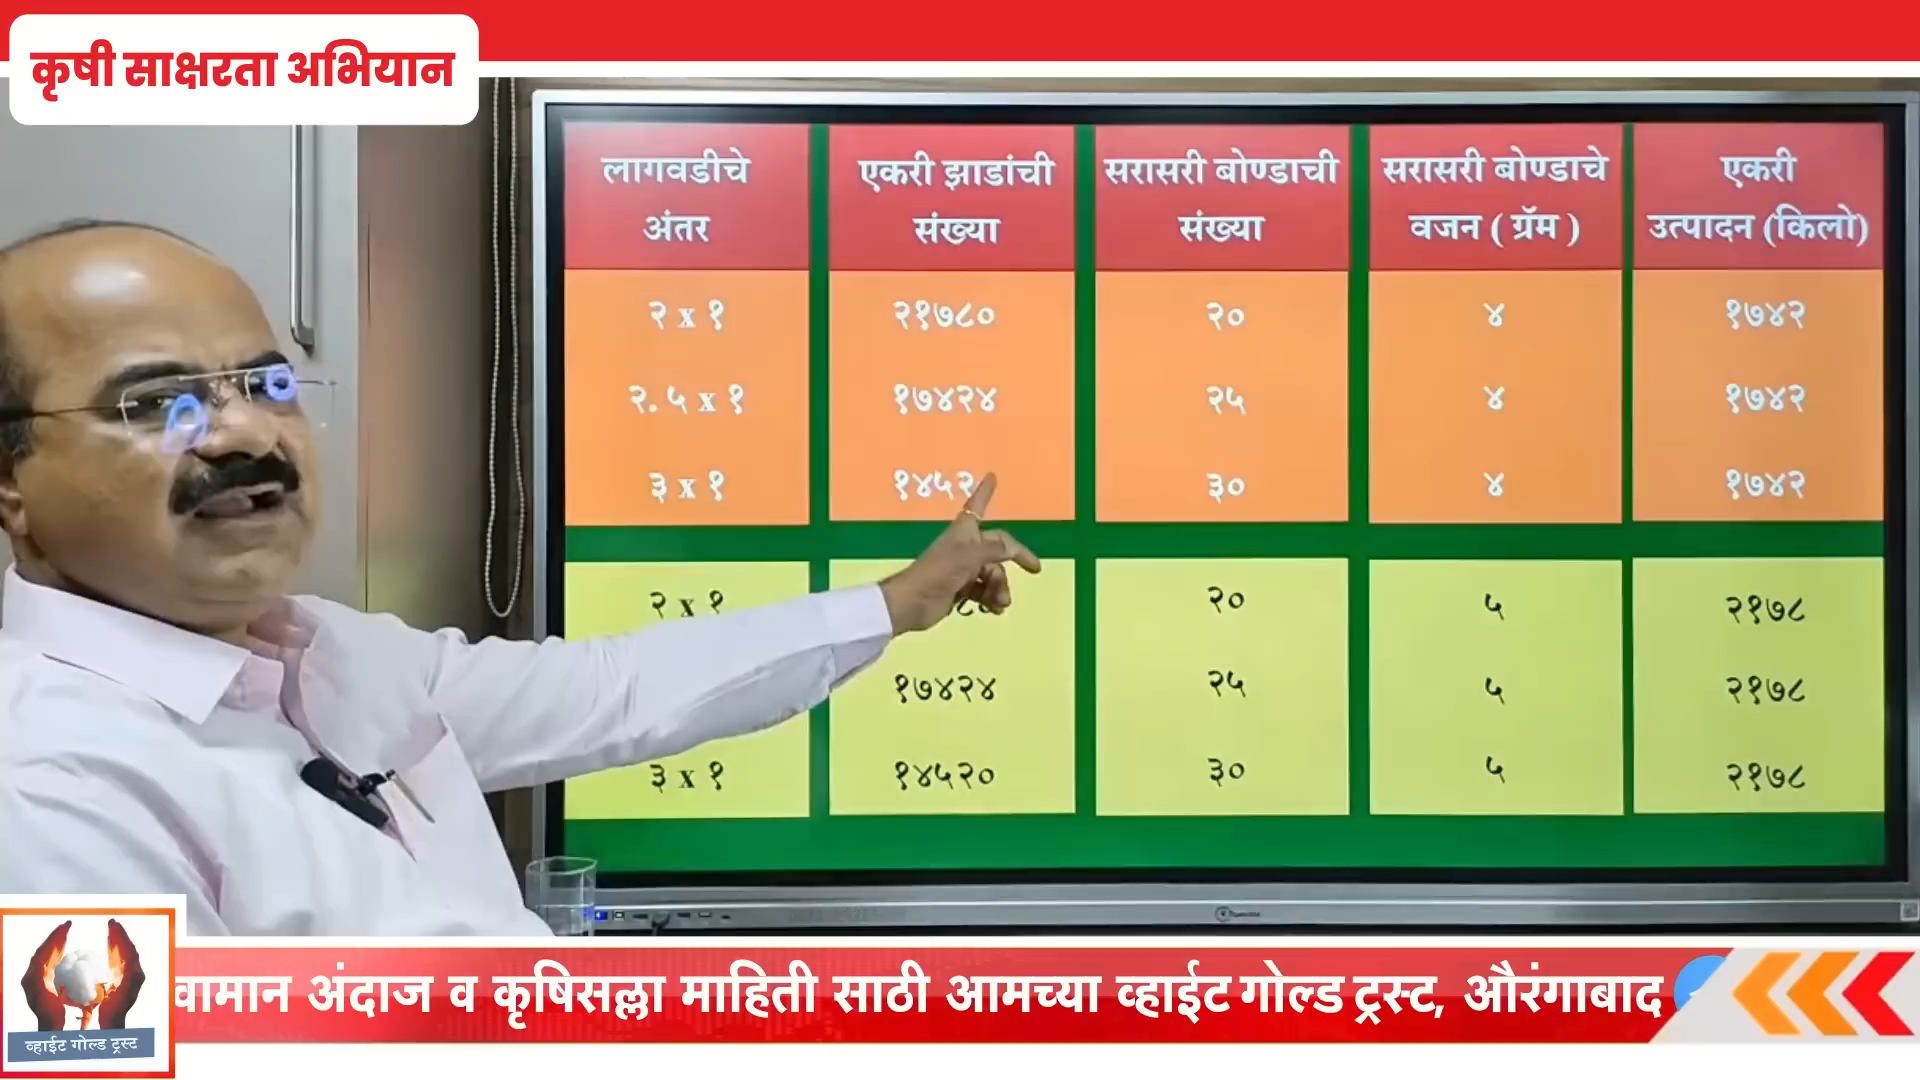 कृषी साक्षरता अभियान
लागवडीचे अंतर
एकरी झाडांची संख्या
सरासरी बोण्डाची संख्या
सरासरी बोण्डाचे वजन ( ग्रॅम )
एकरी उत्पादन (किलो)
२ x १ २१७८० २० ४ १७४२
२. ५ x १ १७४२४ २५ ४ १७४२
३ x १ ३० ४ १७४२
२ x १ २० ५ २१७८
१७४२४ २५ ५ २१७८
३ x १ १४५२० ३० ५ २१७८
वामान अंदाज व कृषिसल्ला माहिती साठी आमच्या व्हाईट गोल्ड ट्रस्ट, औरंगाबाद
व्हाईट गोल्ड ट्रस्ट